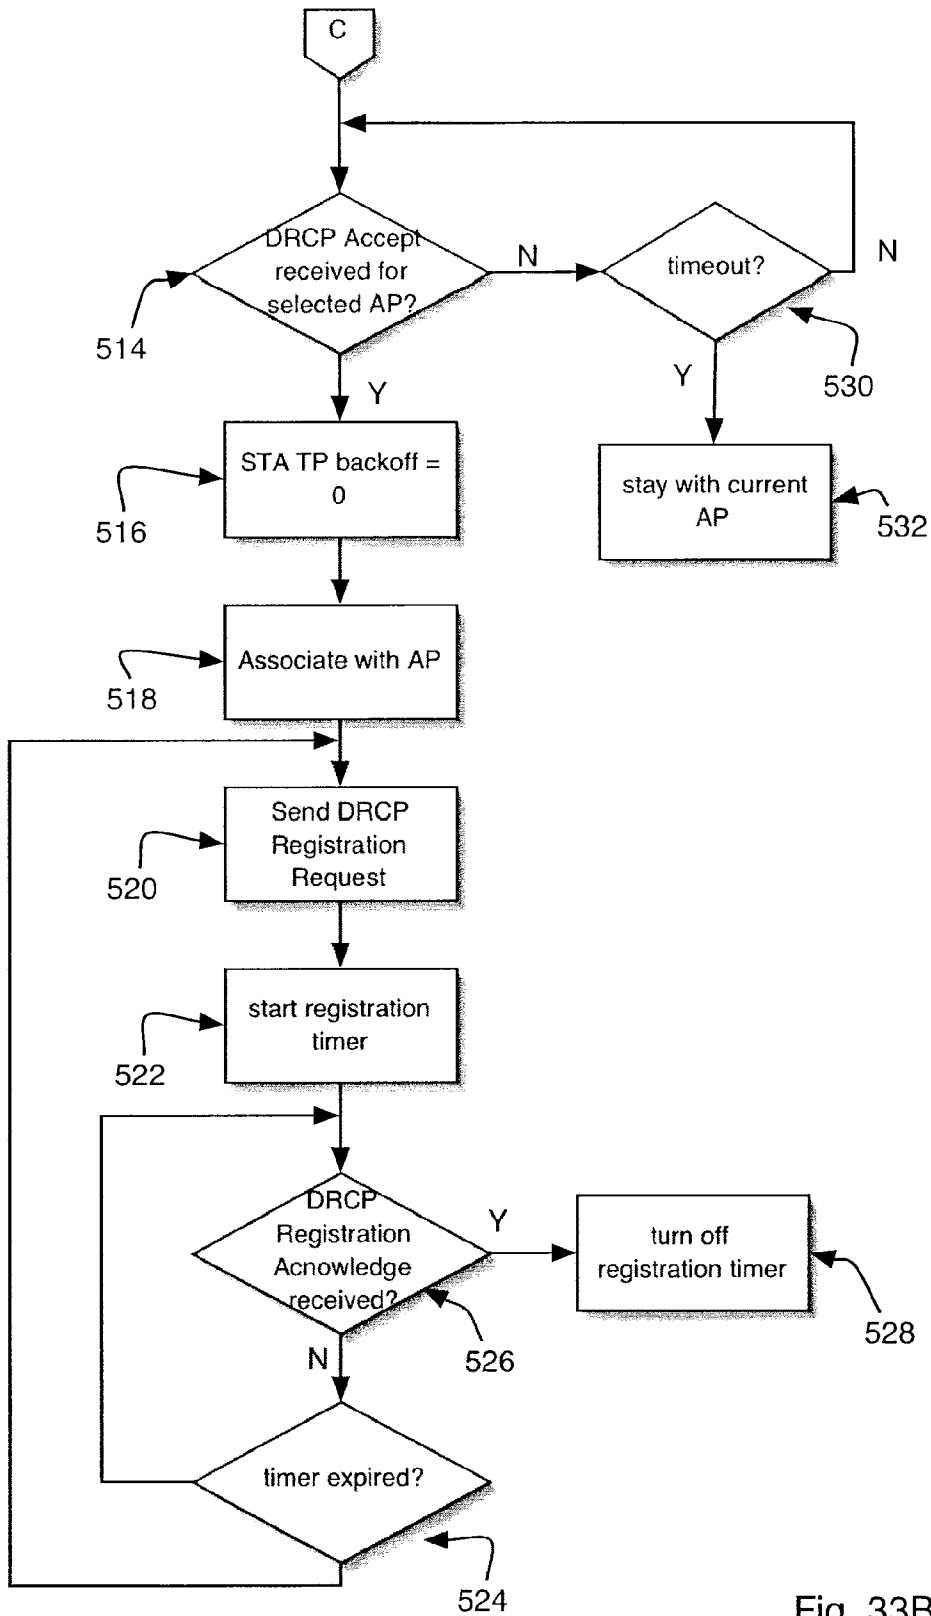 C
DRCP Accept
received for
selected AP?
N
timeout?
N
514
530
Y
Y
STA TP backoff =
0
516
stay with current
AP
532
Associate with AP
518
Send DRCP
Registration
Request
520
start registration
timer
522
DRCP
Registration
Acnowledge
received?
Y
turn off
registration timer
528
526
N
timer expired?
524
Fig. 33B